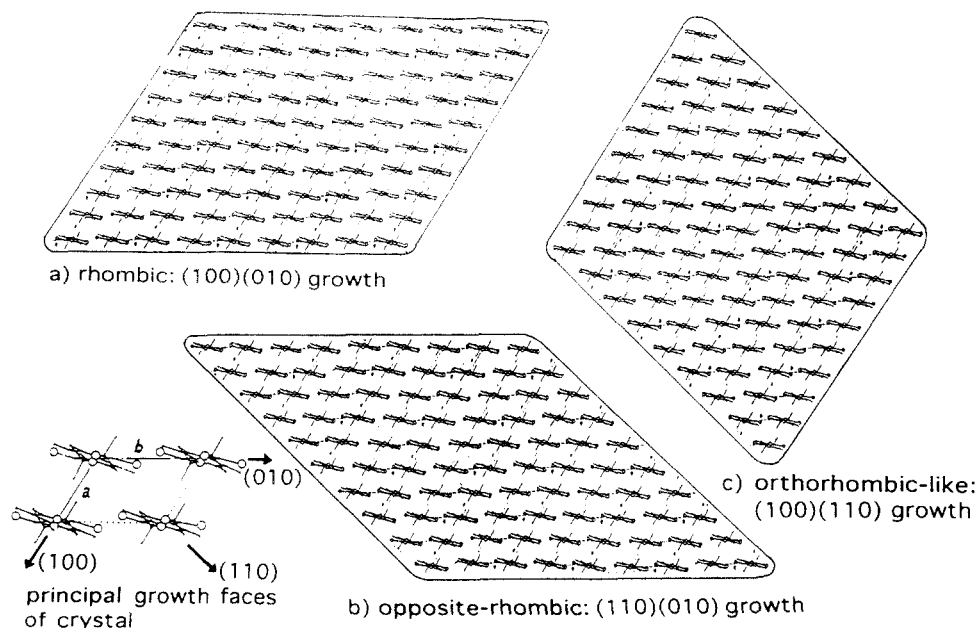 a) rhombic: (100)(010) growth
b
(010)
a
(100)
(110)
principal growth faces
of crystal
b) opposite-rhombic: (110)(010) growth
c) orthorhombic-like:
(100)(110) growth